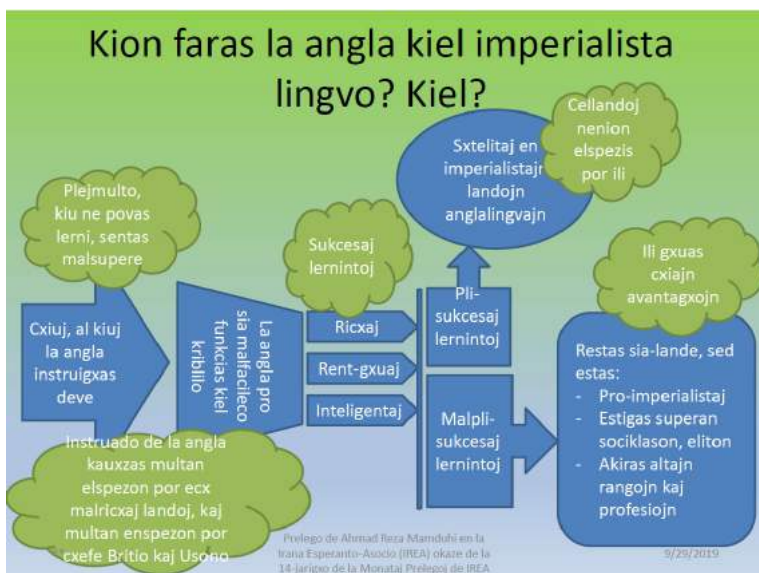 Kion faras la angla kiel imperialista
lingvo? Kiel?
Plejmulto,
kiu ne povas
lerni, sentas
malsupere
Cxiuj, al kiuj
la angla
instruigxas
deve
Instruado de la angla
kauxzas multan
elspezon por ecx
malricxaj landoj, kaj
multan enspezon por
cxefe Britio kaj Usono
La angla pro
sia malfacileco
funkcias kiel
kriblilo
Sukcesaj
lernintoj
Ricxaj
Rent-gxuaj
Inteligentaj
Pli-
sukcesaj
lernintoj
Malpli-
sukcesaj
lernintoj
Sxtelitaj en
imperialistajn
landojn
anglalingvajn
Cellandoj
nenion
elspezis
por ili
Ili gxuas
cxiajn
avantagxojn
Restas sia-lande, sed
estas:
- Pro-imperialistaj
- Estigas superan
sociklason, eliton
- Akiras altajn
rangojn kaj
profesiojn
Prelego de Ahmad Reza Mamduhi en la
Irana Esperanto-Asocio (IREA) okaze de la
14-jarigxo de la Monataj Prelegoj de IREA
9/29/2019